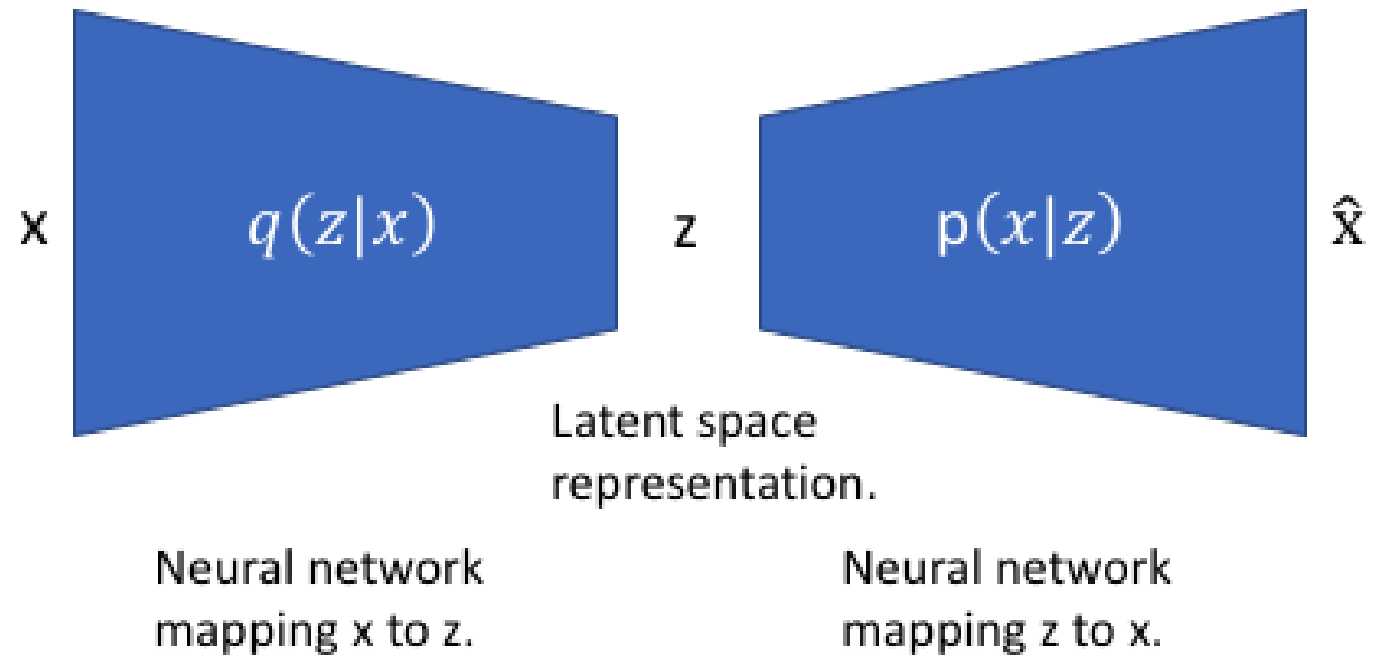 x
q(z|x)
z
p(x|z)
x̂
Latent space
representation.
Neural network
mapping x to z.
Neural network
mapping z to x.